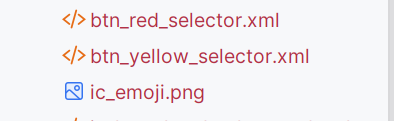 btn_red_selector.xml
btn_yellow_selector.xml
ic_emoji.png